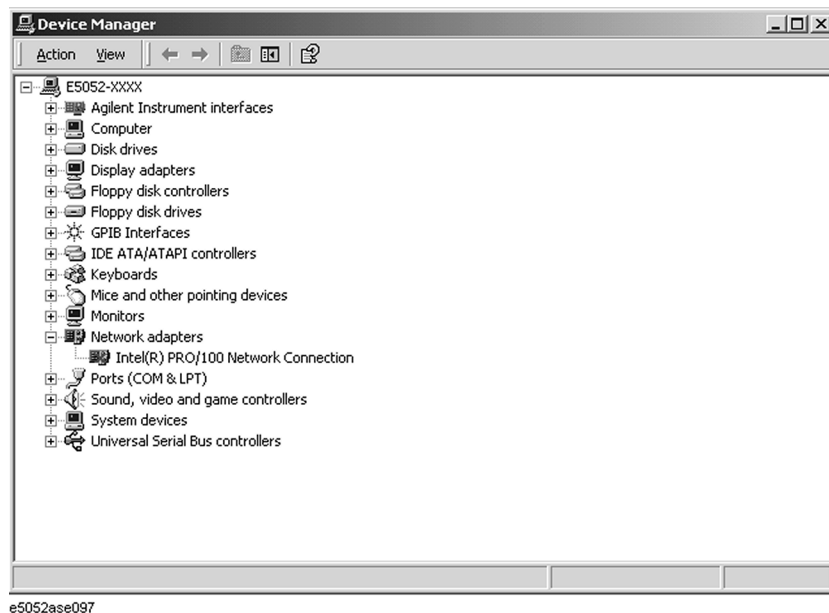 Device Manager
Action View
E5052-XXXX
Agilent Instrument interfaces
Computer
Disk drives
Display adapters
Floppy disk controllers
Floppy disk drives
GPIB Interfaces
IDE ATA/ATAPI controllers
Keyboards
Mice and other pointing devices
Monitors
Network adapters
Intel(R) PRO/100 Network Connection
Ports (COM & LPT)
Sound, video and game controllers
System devices
Universal Serial Bus controllers
e5052ase097